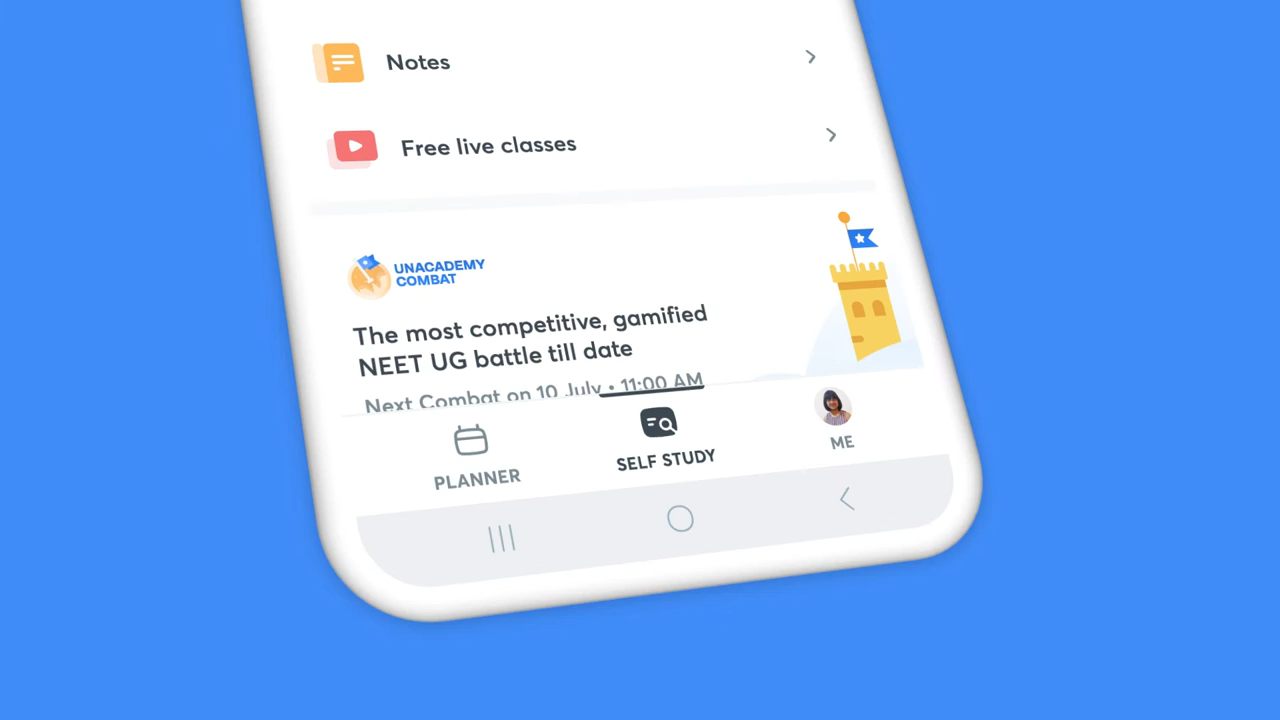 Notes
Free live classes
UNACADEMY
COMBAT
The most competitive, gamified
NEET UG battle till date
Next Combat on 10 July • 11:00 AM
PLANNER
SELF STUDY
ME